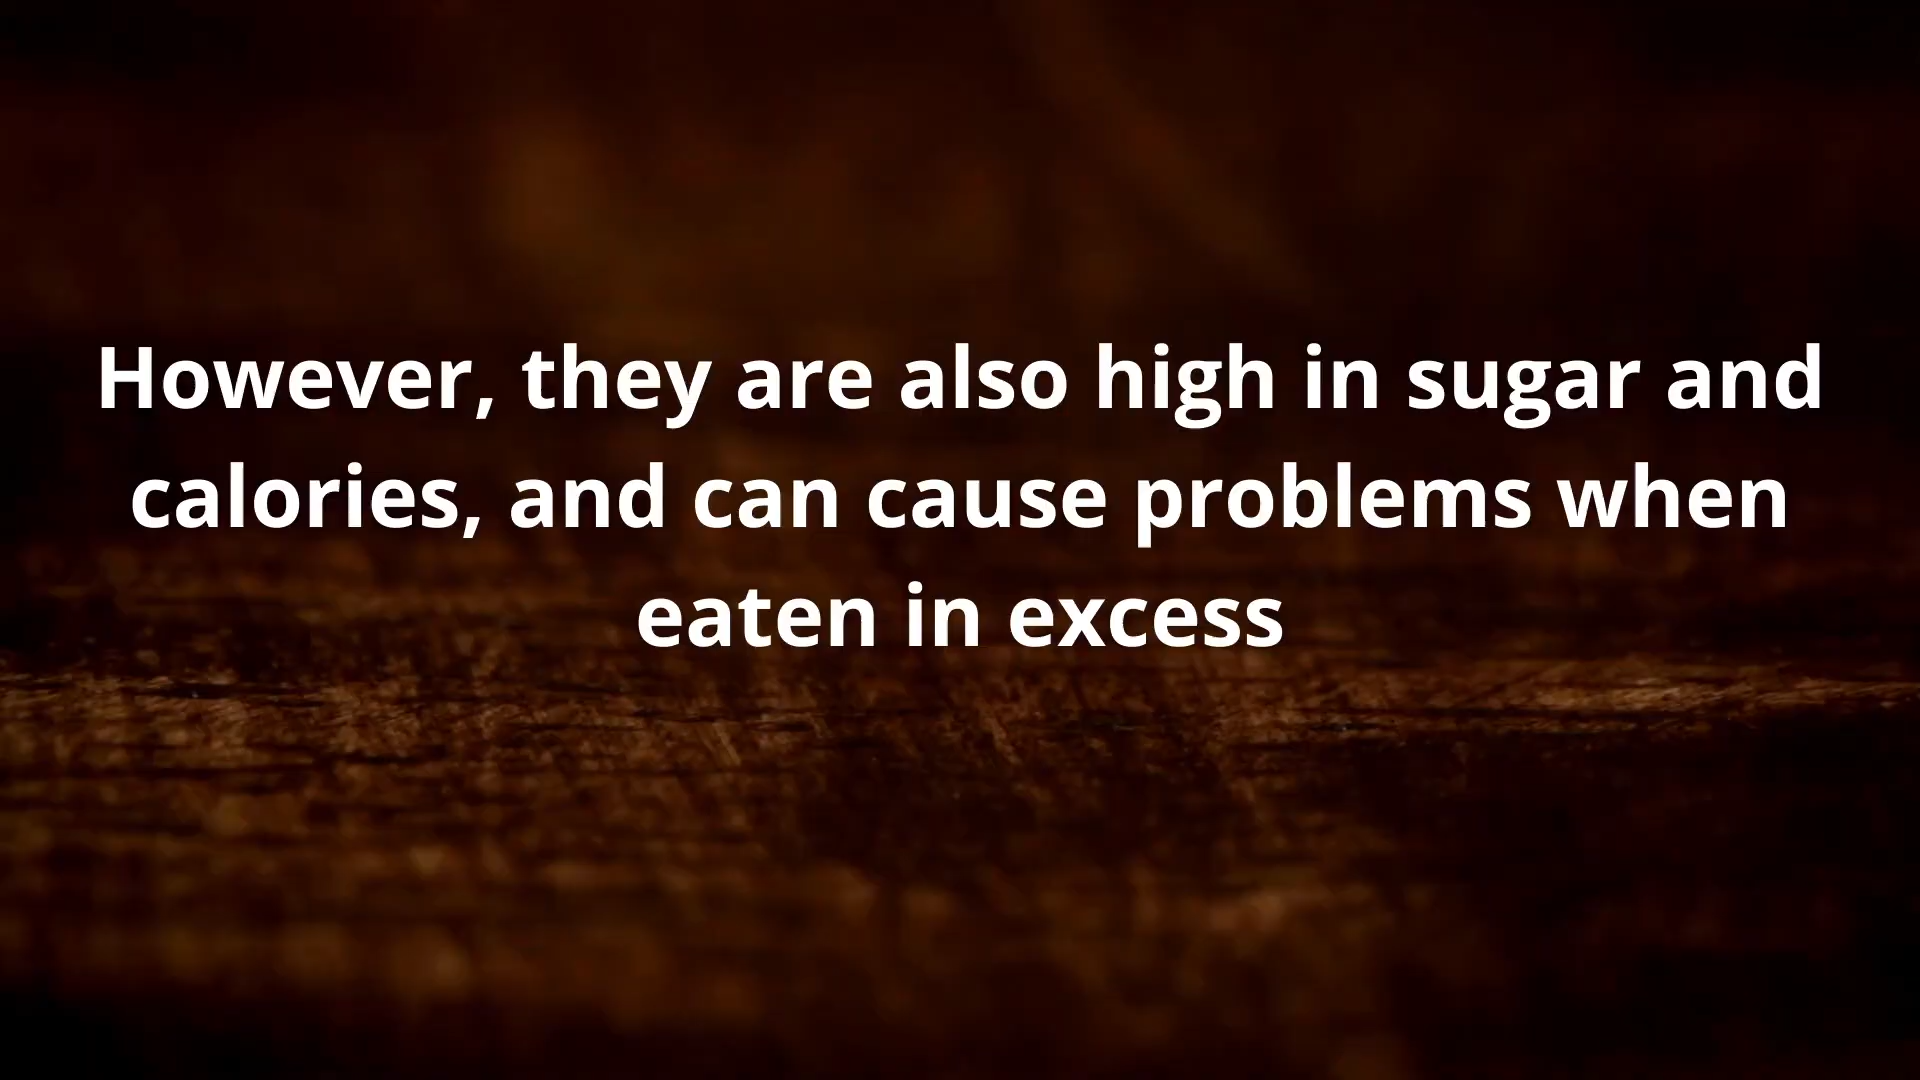 However, they are also high in sugar and
calories, and can cause problems when
eaten in excess